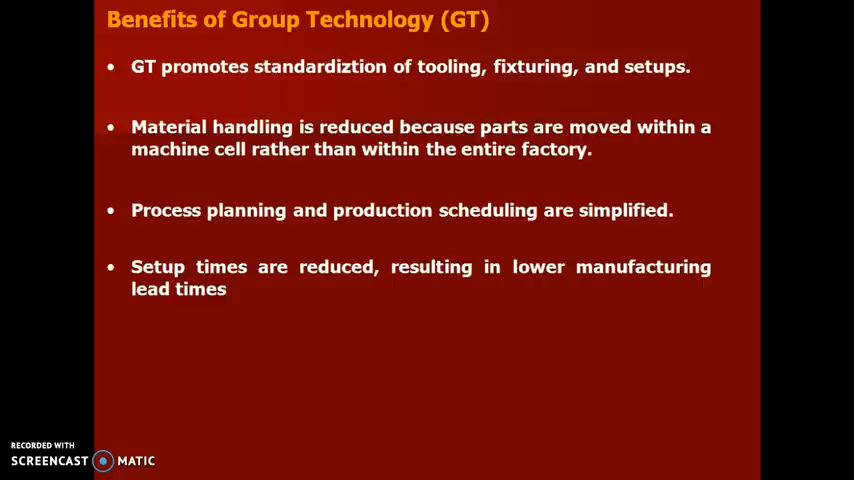 Benefits of Group Technology (GT)
• GT promotes standardiztion of tooling, fixturing, and setups.
• Material handling is reduced because parts are moved within a
machine cell rather than within the entire factory.
• Process planning and production scheduling are simplified.
• Setup times are reduced, resulting in lower manufacturing
lead times
RECORDED WITH
SCREENCAST MATIC